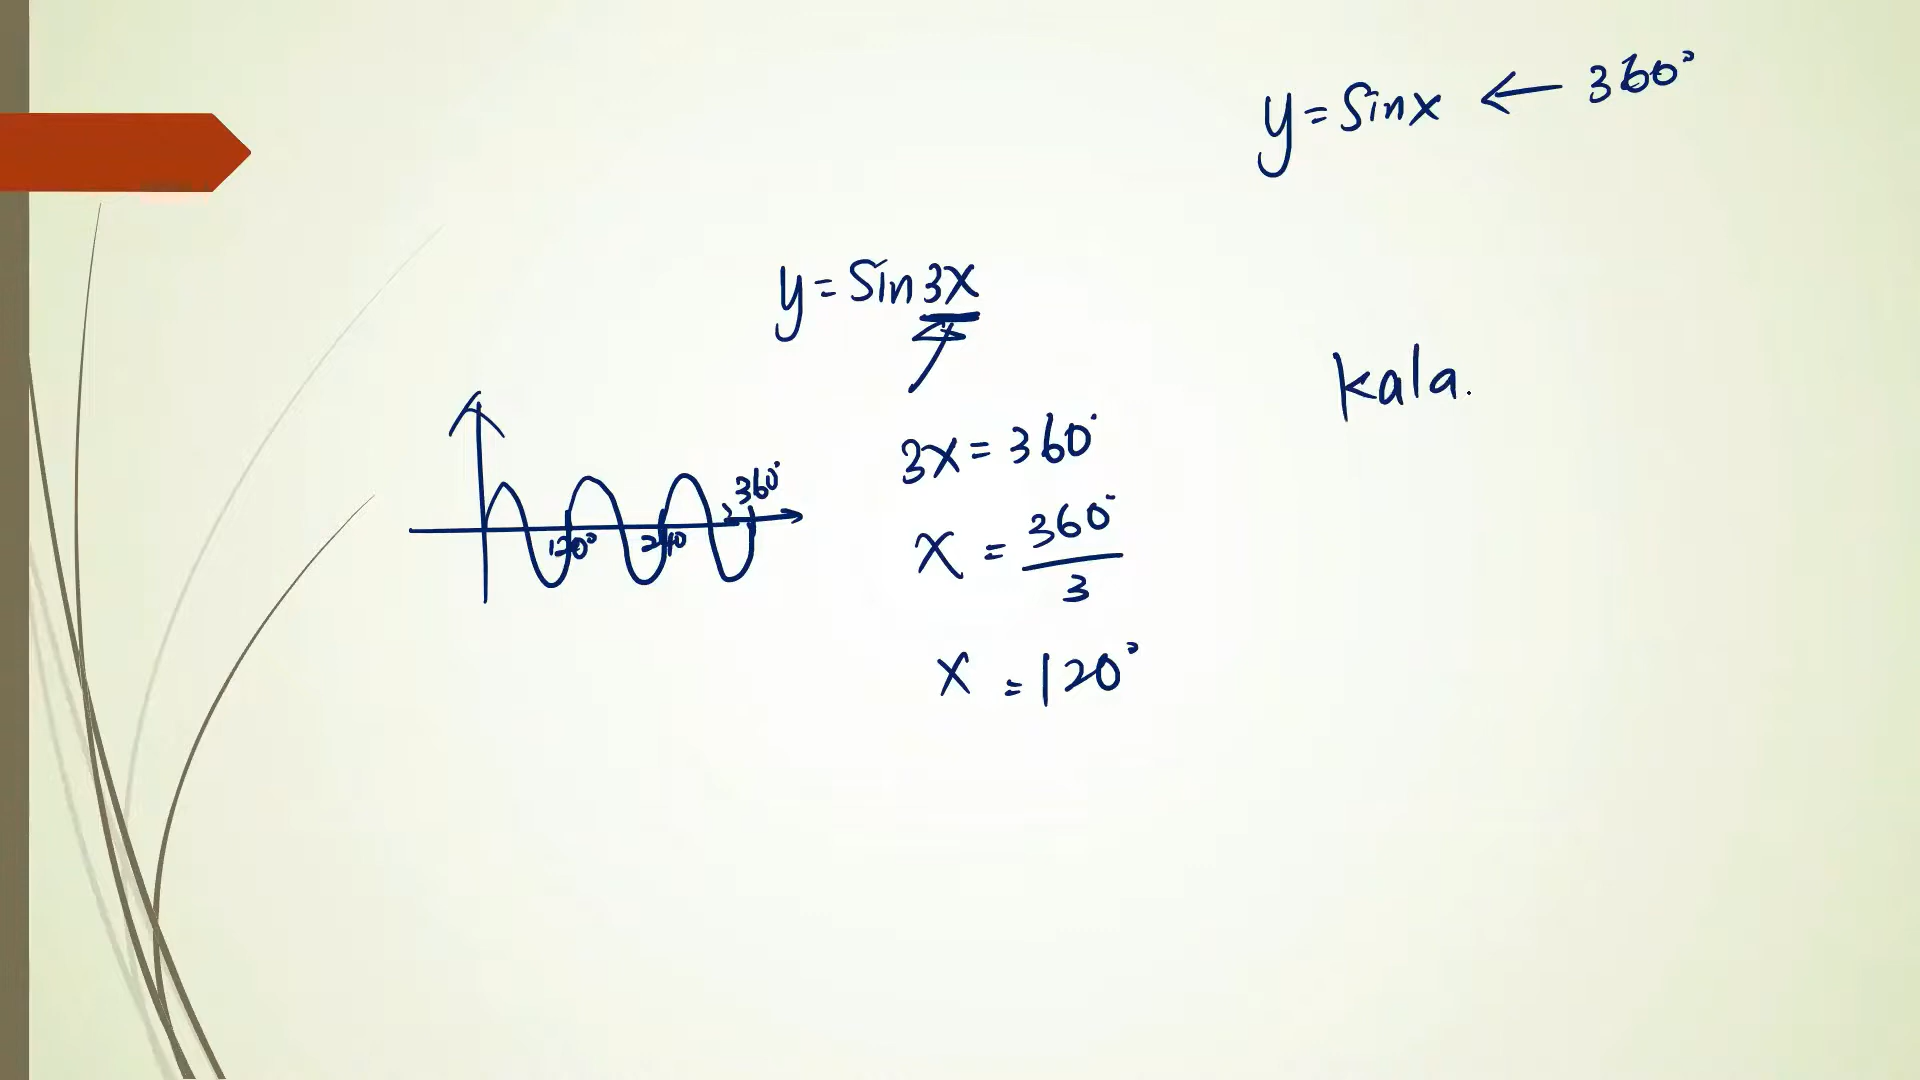 y = sinx ← 360°
y = sin3x
kala.
3x = 360°
x = 360°/3
x = 120°
360°
120° 240